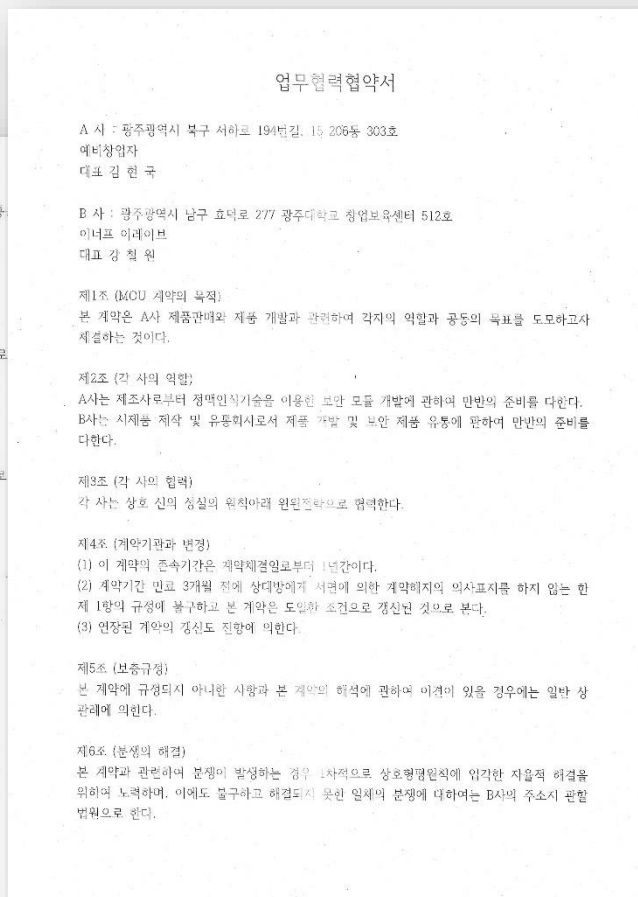 업무협력협약서
A 사 : 광주광역시 북구 서하로 194번길, 15 206동 303호
예비창업자
대표 김 현 국
B 사 : 광주광역시 남구 효덕로 277 광주대학교 창업보육센터 512호
이너프 이레이브
대표 강 철 원
제1조 (MOU 계약의 목적)
본 계약은 A사 제품판매와 제품 개발과 관련하여 각자의 역할과 공동의 목표를 도모하고자
체결하는 것이다.
제2조 (각 사의 역할)
A사는 제조사로부터 정맥인식기술을 이용한 보안 모듈 개발에 관하여 만반의 준비를 다한다.
B사는 시제품 제작 및 유통회사로서 제품 개발 및 보안 제품 유통에 관하여 만반의 준비를
다한다.
제3조 (각 사의 협력)
각 사는 상호 신의 성실의 원칙아래 윈윈전략으로 협력한다.
제4조 (계약기관과 변경)
(1) 이 계약의 존속기간은 계약체결일로부터 1년간이다.
(2) 계약기간 만료 3개월 전에 상대방에게 서면에 의한 계약해지의 의사표지를 하지 않는 한
제 1항의 규정에 불구하고 본 계약은 도일한 조건으로 갱신된 것으로 본다.
(3) 연장된 계약의 갱신도 전항에 의한다.
제5조 (보충규정)
본 계약에 규정되지 아니한 사항과 본 계약의 해석에 관하여 이견이 있을 경우에는 일반 상
관례에 의한다.
제6조 (분쟁의 해결)
본 계약과 관련하여 분쟁이 발생하는 경우 1차적으로 상호형평원칙에 입각한 자율적 해결을
위하여 노력하며, 이에도 불구하고 해결되지 못한 일체의 분쟁에 대하여는 B사의 주소지 관할
법원으로 한다.